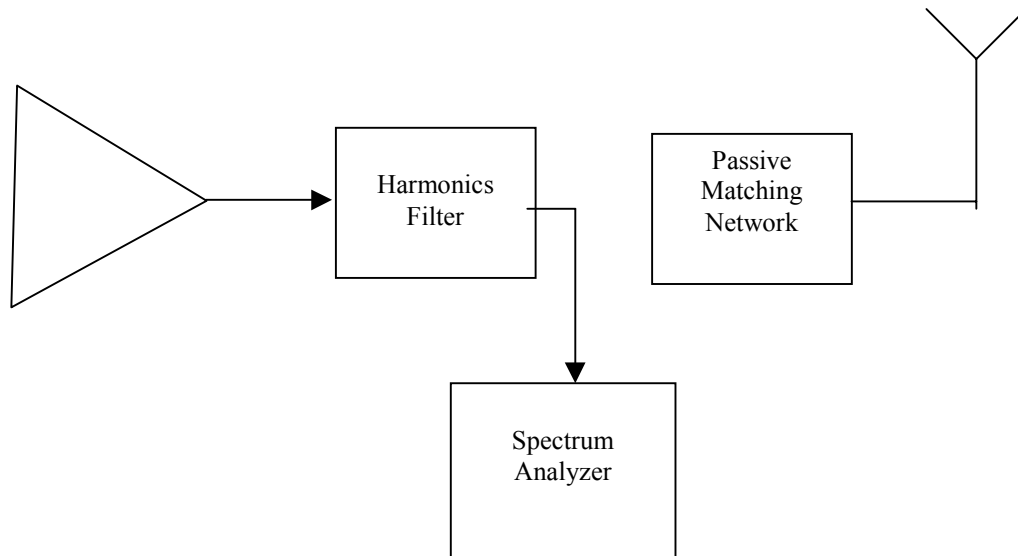 Harmonics
Filter
Passive
Matching
Network
Spectrum
Analyzer